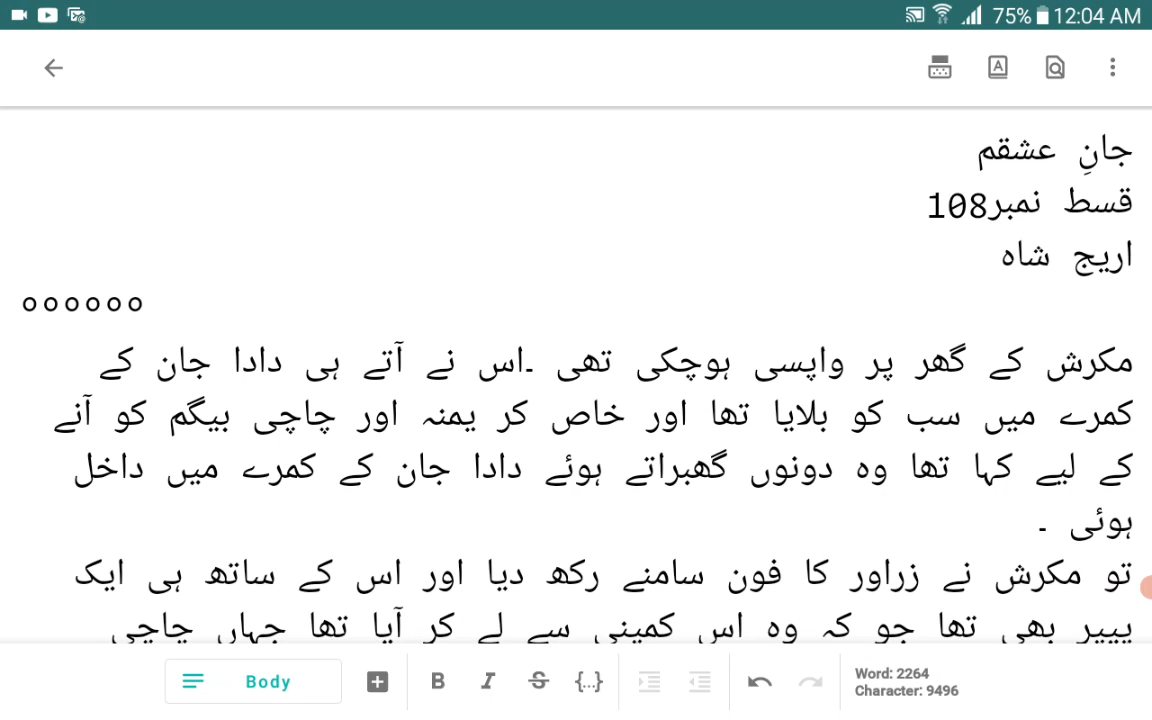 75% 12:04 AM
جانِ عشقم
قسط نمبر108
اریج شاہ
oooooo
مکرش کے گھر پر واپسی ہوچکی تھی ۔اس نے آتے ہی دادا جان کے
کمرے میں سب کو بلایا تھا اور خاص کر یمنہ اور چاچی بیگم کو آنے
کے لیے کہا تھا وہ دونوں گھبراتے ہوئے دادا جان کے کمرے میں داخل
ہوئی ۔
تو مکرش نے زراور کا فون سامنے رکھ دیا اور اس کے ساتھ ہی ایک
پیپر بھی تھا جو کہ وہ اس کمپنی سے لے کر آیا تھا جہاں چاچی
Body
B I S {...}
Word: 2264
Character: 9496